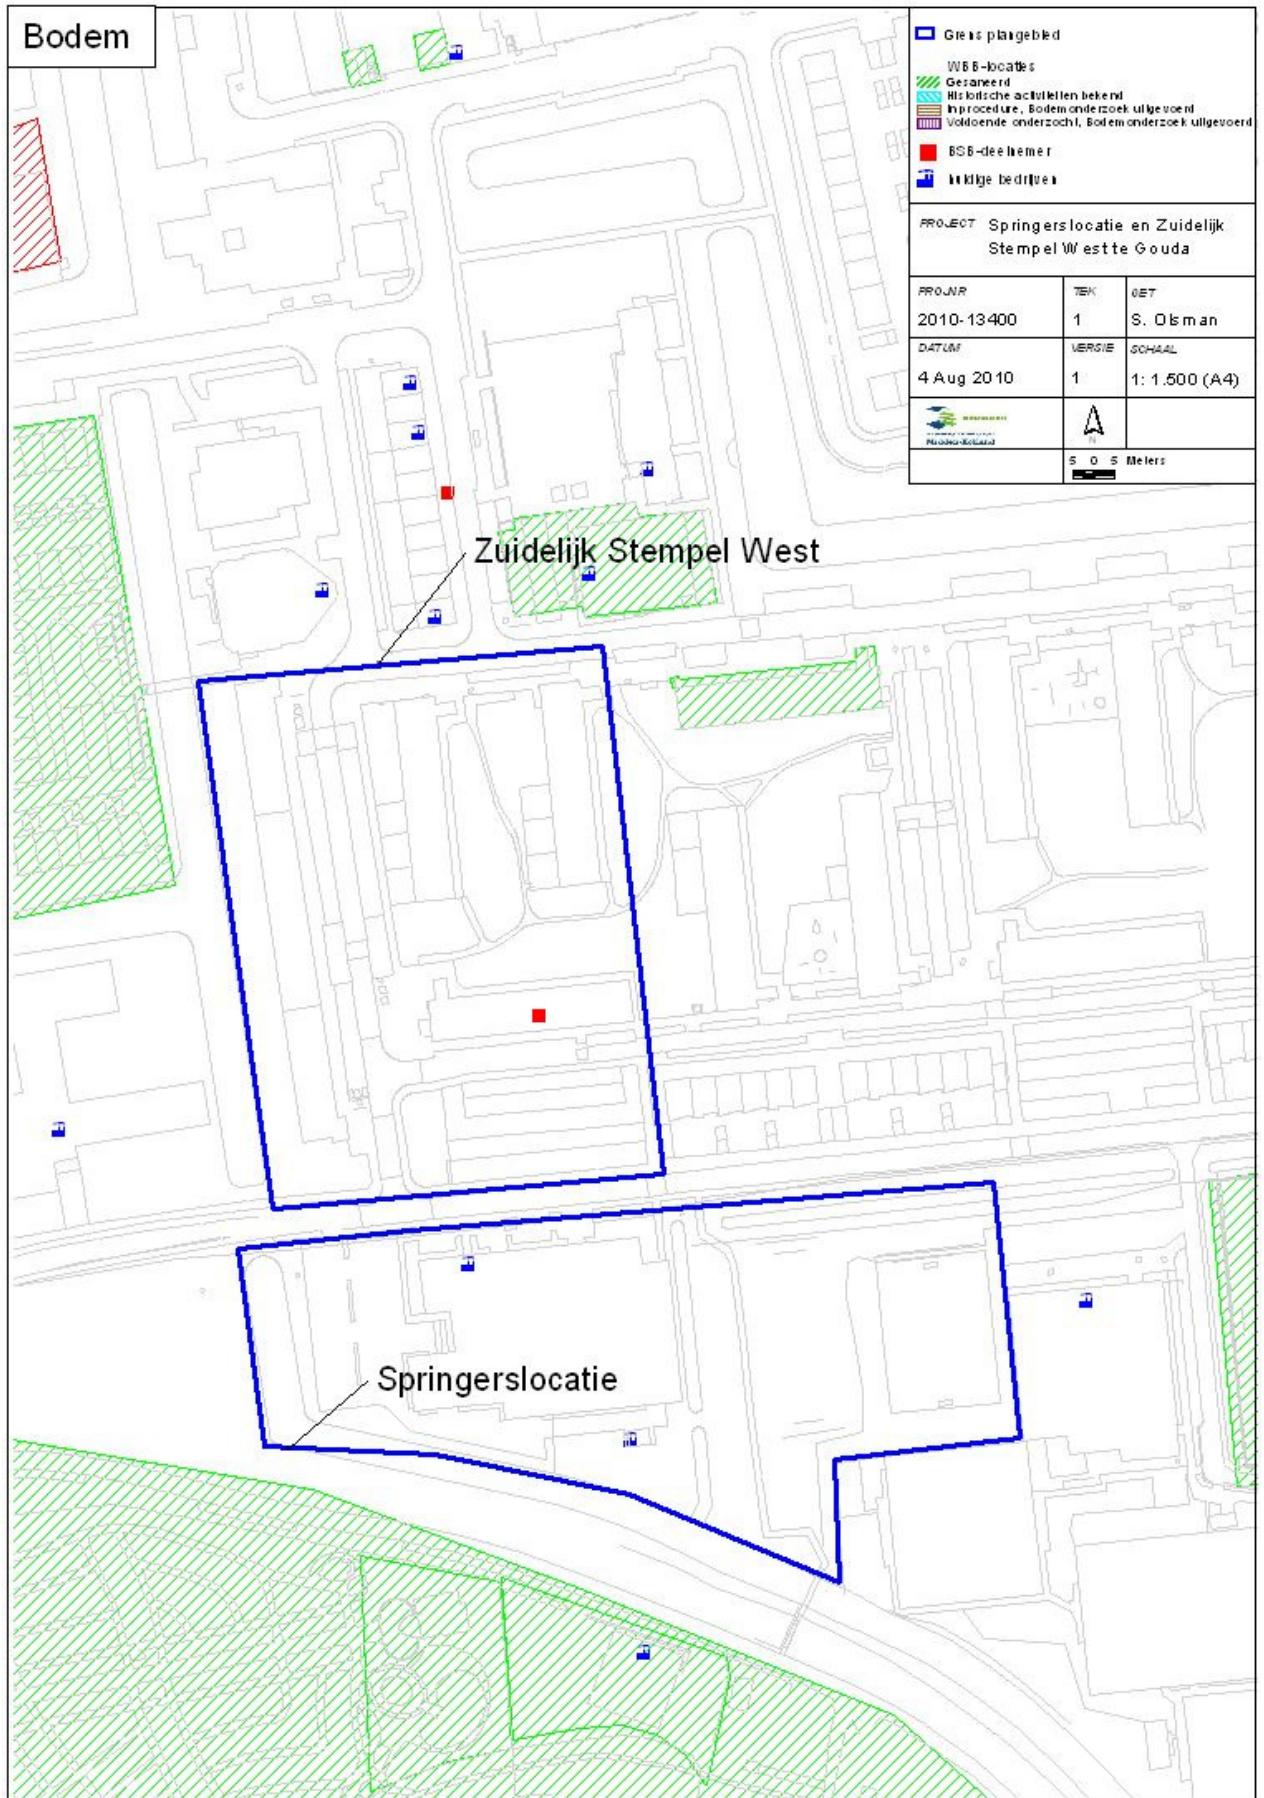 Bodem
Grens plangebied
WBB-locaties
Gesaneerd
Historische activiteiten bekend
In procedure, Bodemonderzoek uitgevoerd
Voldoende onderzocht, Bodemonderzoek uitgevoerd
BSB-deelnemer
huidige bedrijven
PROJECT Springerslocatie en Zuidelijk
Stempel West te Gouda
PROJ.NR TEK GET
2010-13400 1 S. Olsman
DATUM VERSIE SCHAAL
4 Aug 2010 1 1: 1.500 (A4)
Midden-Holland
N
5 0 5 Meters
Zuidelijk Stempel West
Springerslocatie